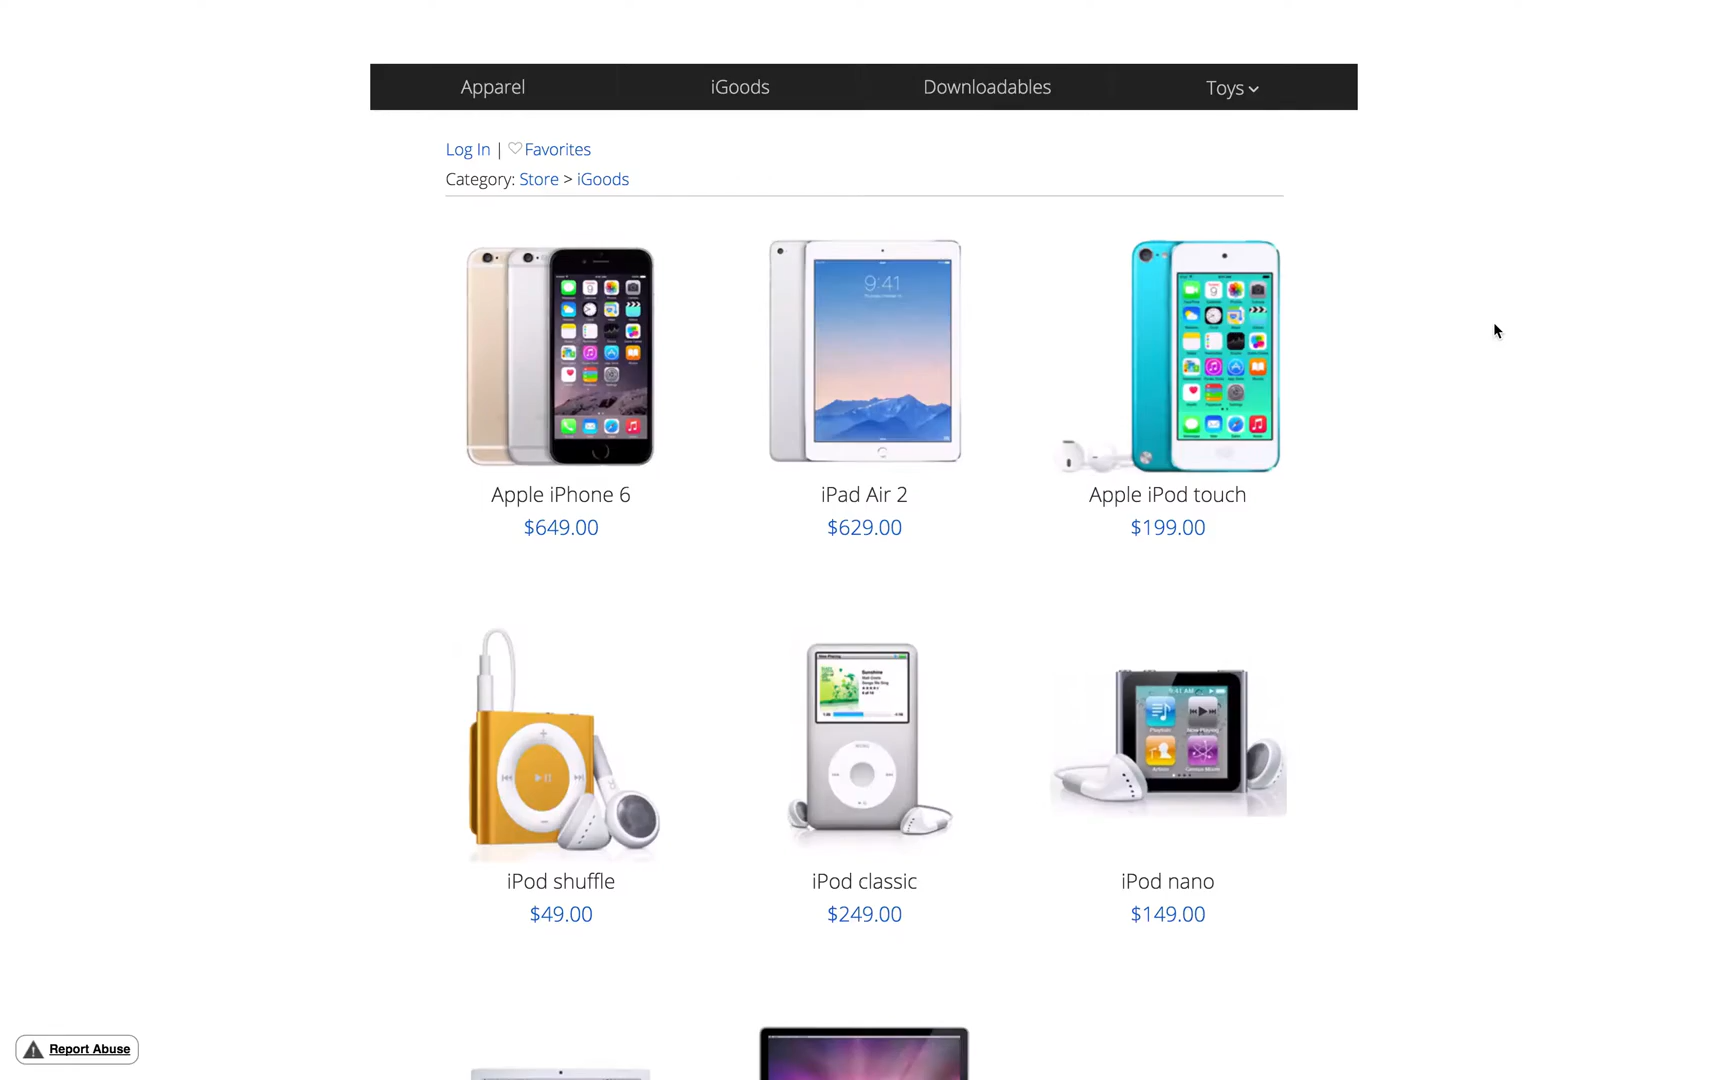 Apparel iGoods Downloadables Toys
Log In | Favorites
Category: Store > iGoods
9:41
Apple iPhone 6 iPad Air 2 Apple iPod touch
$649.00 $629.00 $199.00
iPod shuffle iPod classic iPod nano
$49.00 $249.00 $149.00
Report Abuse